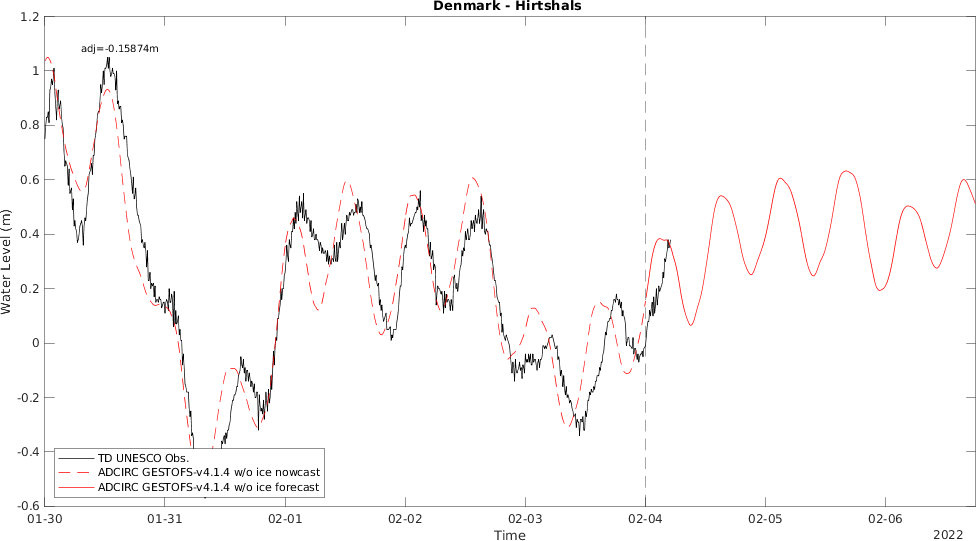 Denmark - Hirtshals
1.2
adj=-0.15874m
1
0.8
0.6
0.4
0.2
0
-0.2
-0.4
-0.6
Water Level (m)
TD UNESCO Obs.
ADCIRC GESTOFS-v4.1.4 w/o ice nowcast
ADCIRC GESTOFS-v4.1.4 w/o ice forecast
01-30 01-31 02-01 02-02 02-03 02-04 02-05 02-06
Time
2022